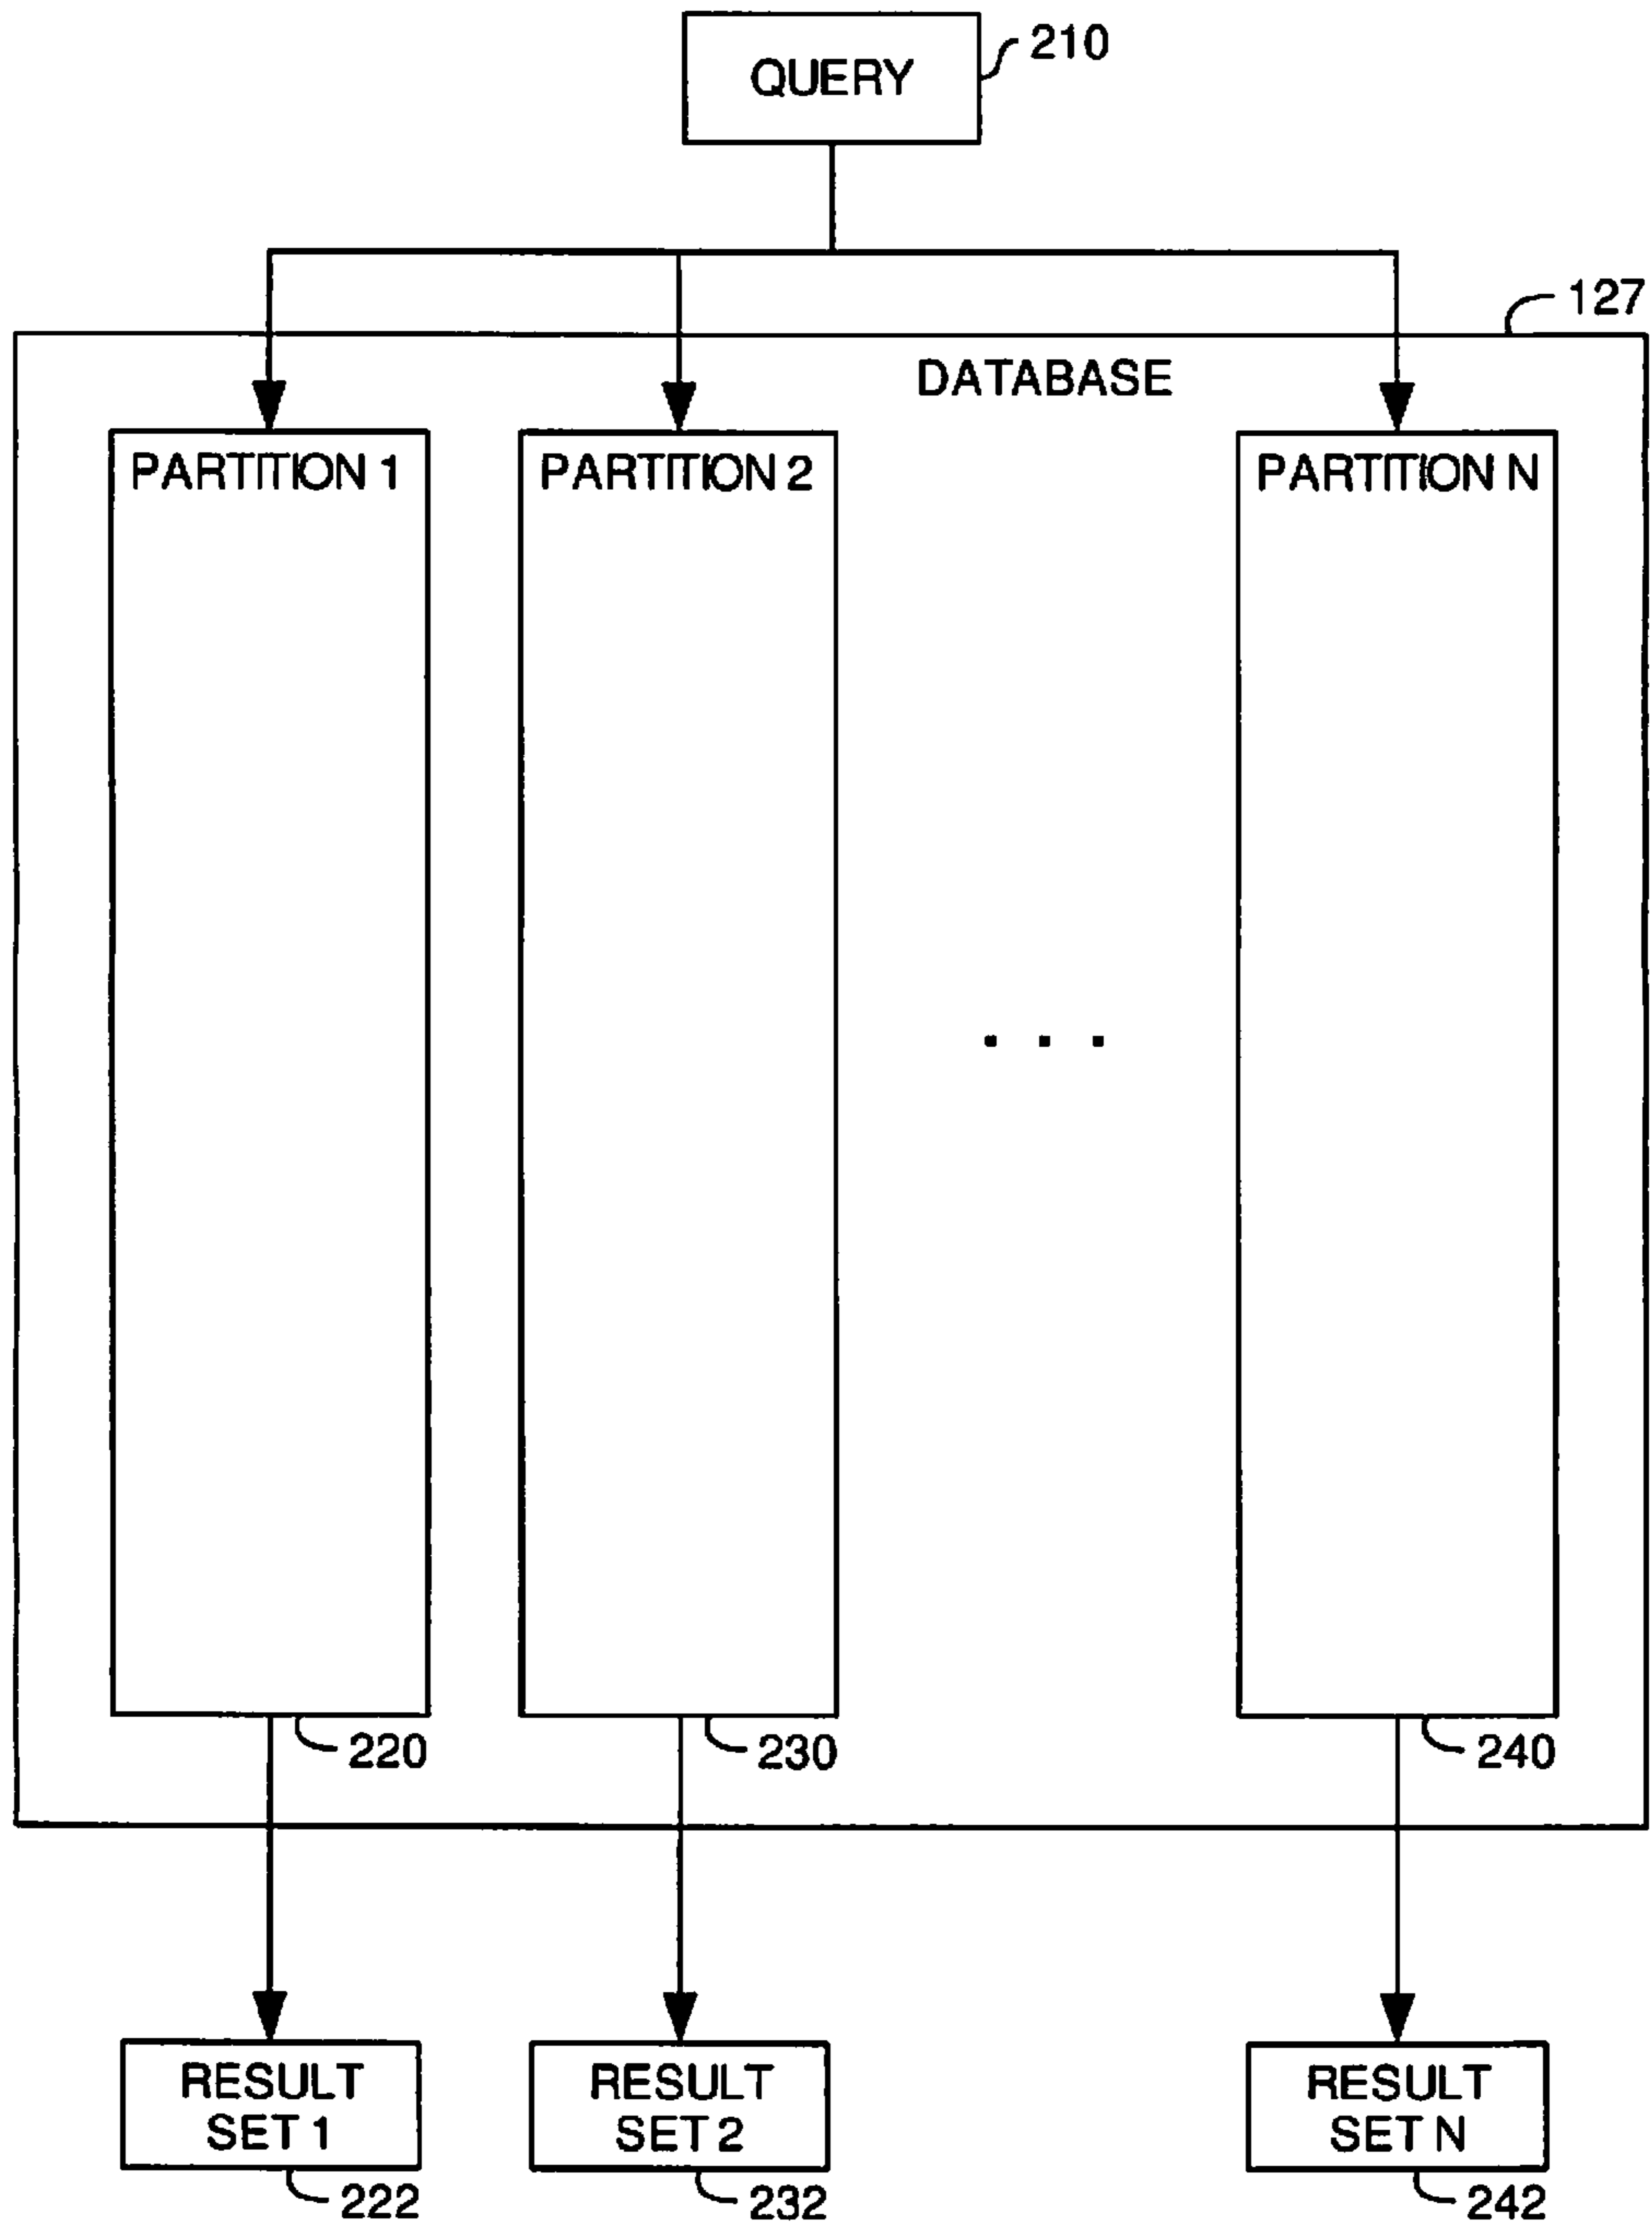 QUERY
210
127
DATABASE
PARTITION 1
PARTITION 2
. . .
PARTITION N
220
230
240
RESULT
SET 1
RESULT
SET 2
RESULT
SET N
222
232
242